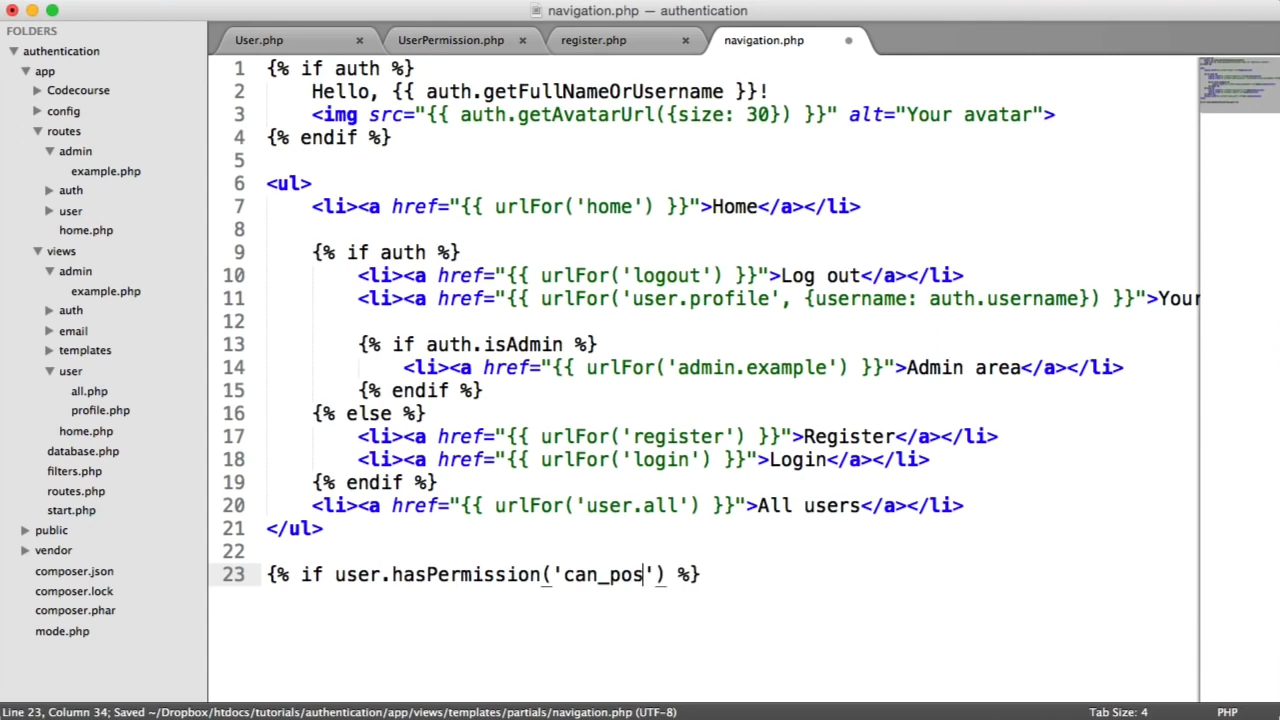 navigation.php — authentication
FOLDERS
authentication
app
Codecourse
config
routes
admin
example.php
auth
user
home.php
views
admin
example.php
auth
email
templates
user
all.php
profile.php
home.php
database.php
filters.php
routes.php
start.php
public
vendor
composer.json
composer.lock
composer.phar
mode.php
User.php
UserPermission.php
register.php
navigation.php
1 {% if auth %}
2 Hello, {{ auth.getFullNameOrUsername }}!
3 <img src="{{ auth.getAvatarUrl({size: 30}) }}" alt="Your avatar">
4 {% endif %}
5
6 <ul>
7 <li><a href="{{ urlFor('home') }}">Home</a></li>
8
9 {% if auth %}
10 <li><a href="{{ urlFor('logout') }}">Log out</a></li>
11 <li><a href="{{ urlFor('user.profile', {username: auth.username}) }}">Your
12
13 {% if auth.isAdmin %}
14 <li><a href="{{ urlFor('admin.example') }}">Admin area</a></li>
15 {% endif %}
16 {% else %}
17 <li><a href="{{ urlFor('register') }}">Register</a></li>
18 <li><a href="{{ urlFor('login') }}">Login</a></li>
19 {% endif %}
20 <li><a href="{{ urlFor('user.all') }}">All users</a></li>
21 </ul>
22
23 {% if user.hasPermission('can_pos') %}
Line 23, Column 34; Saved ~/Dropbox/htdocs/tutorials/authentication/app/views/templates/partials/navigation.php (UTF-8)
Tab Size: 4
PHP